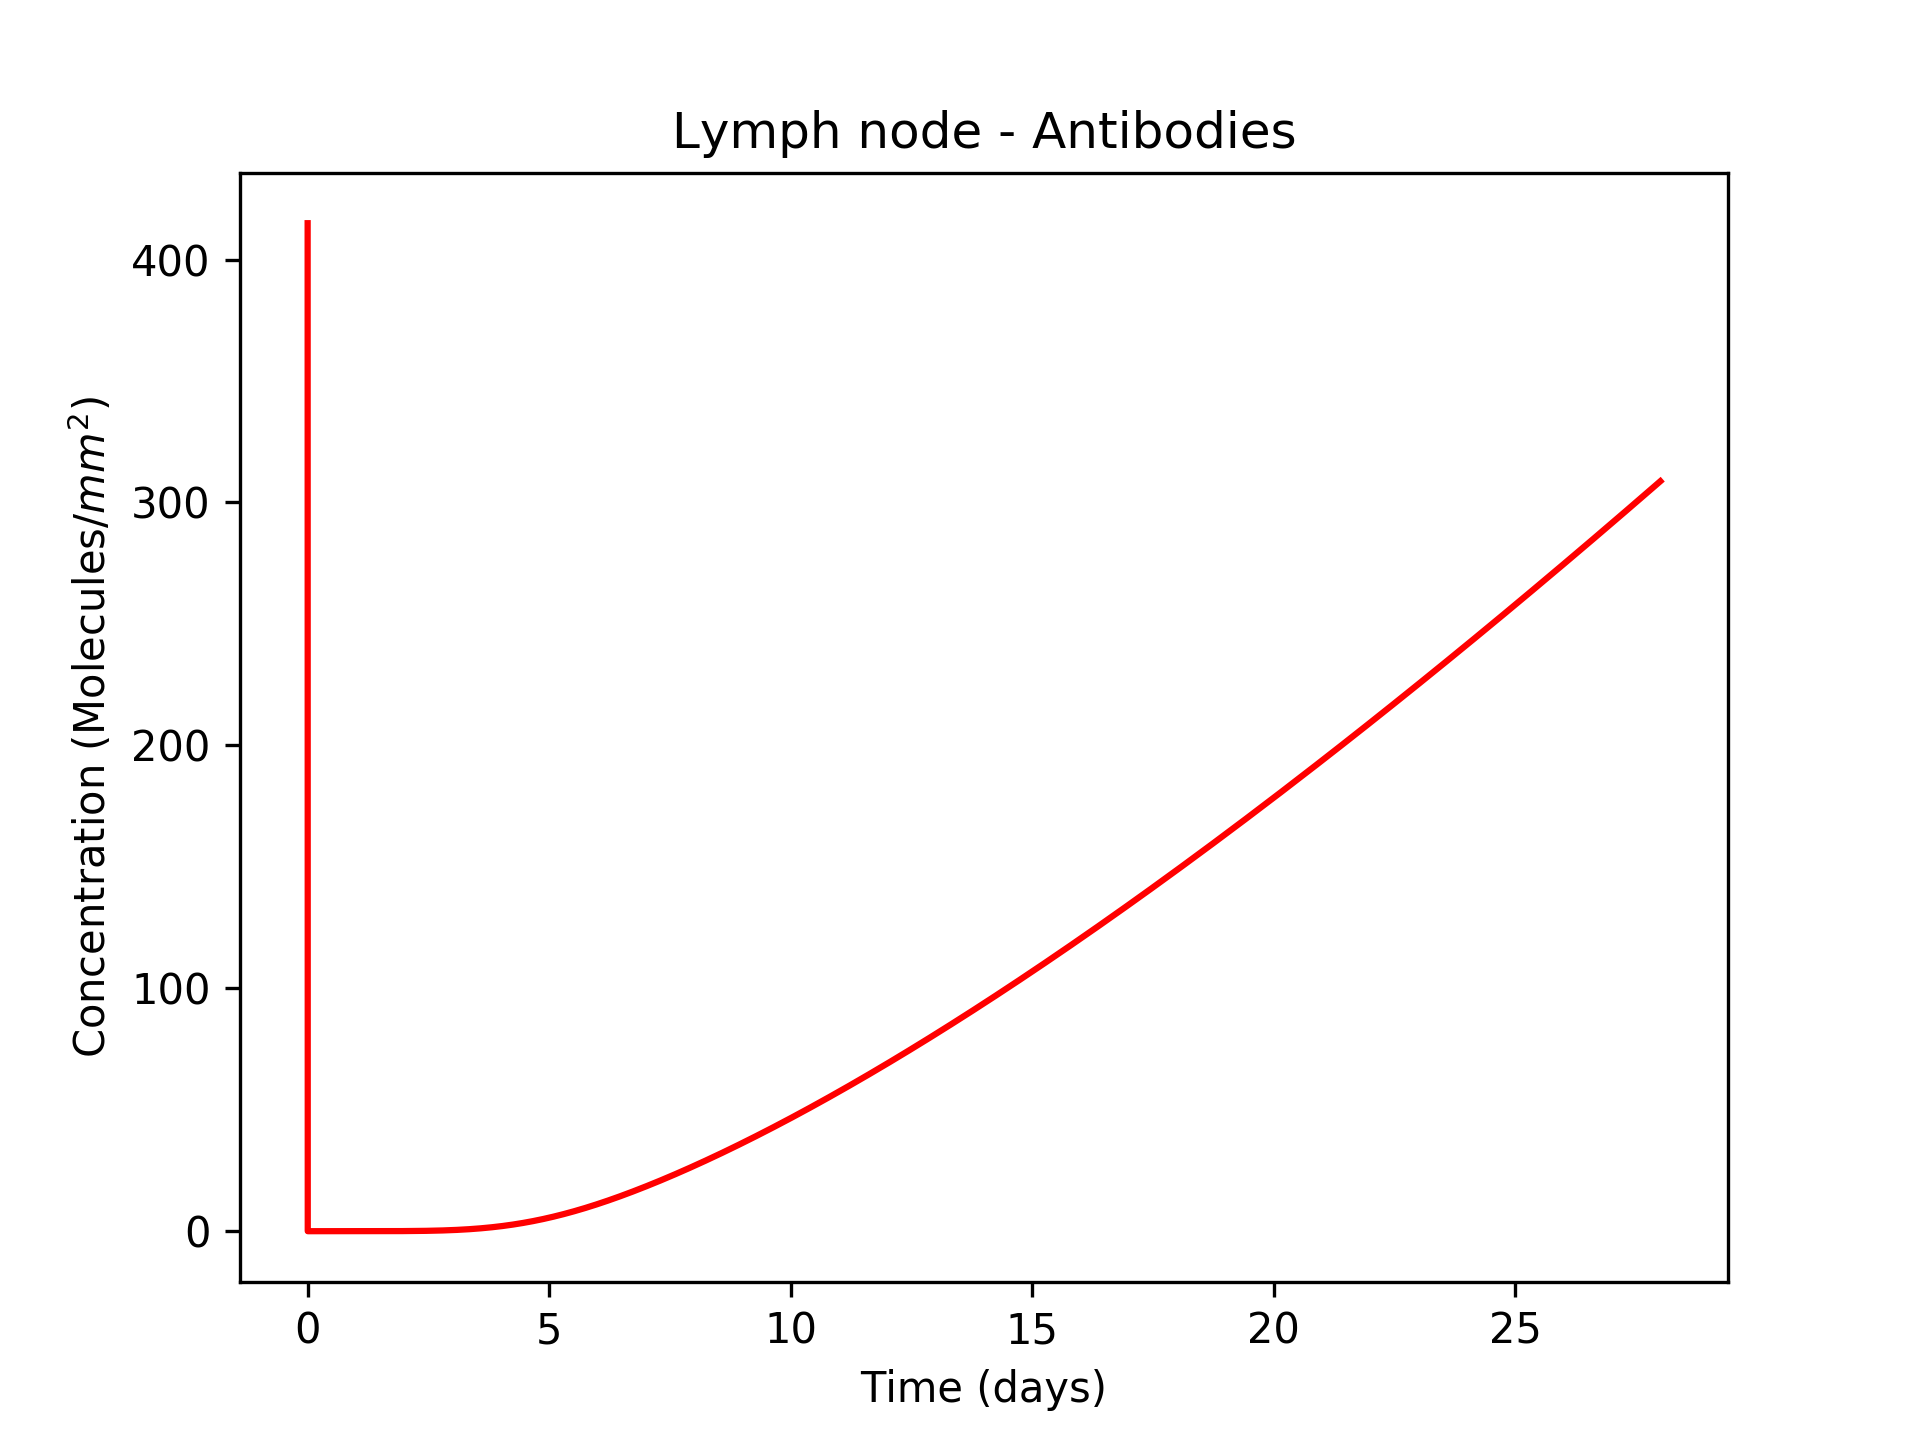 Lymph node - Antibodies
400
300
200
100
0
Concentration (Molecules/mm²)
0 5 10 15 20 25
Time (days)